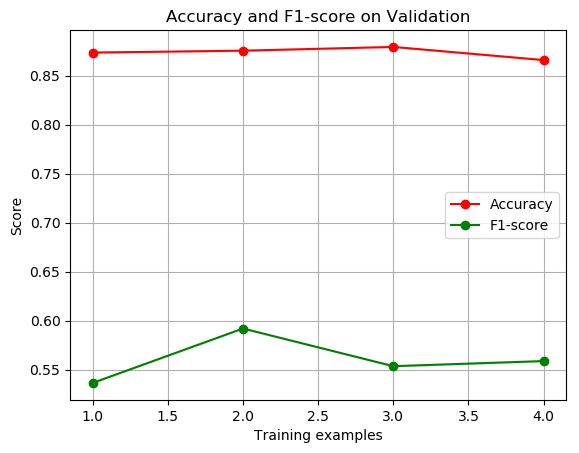 Accuracy and F1-score on Validation
Score
0.85
0.80
0.75
0.70
0.65
0.60
0.55
Accuracy
F1-score
1.0 1.5 2.0 2.5 3.0 3.5 4.0
Training examples